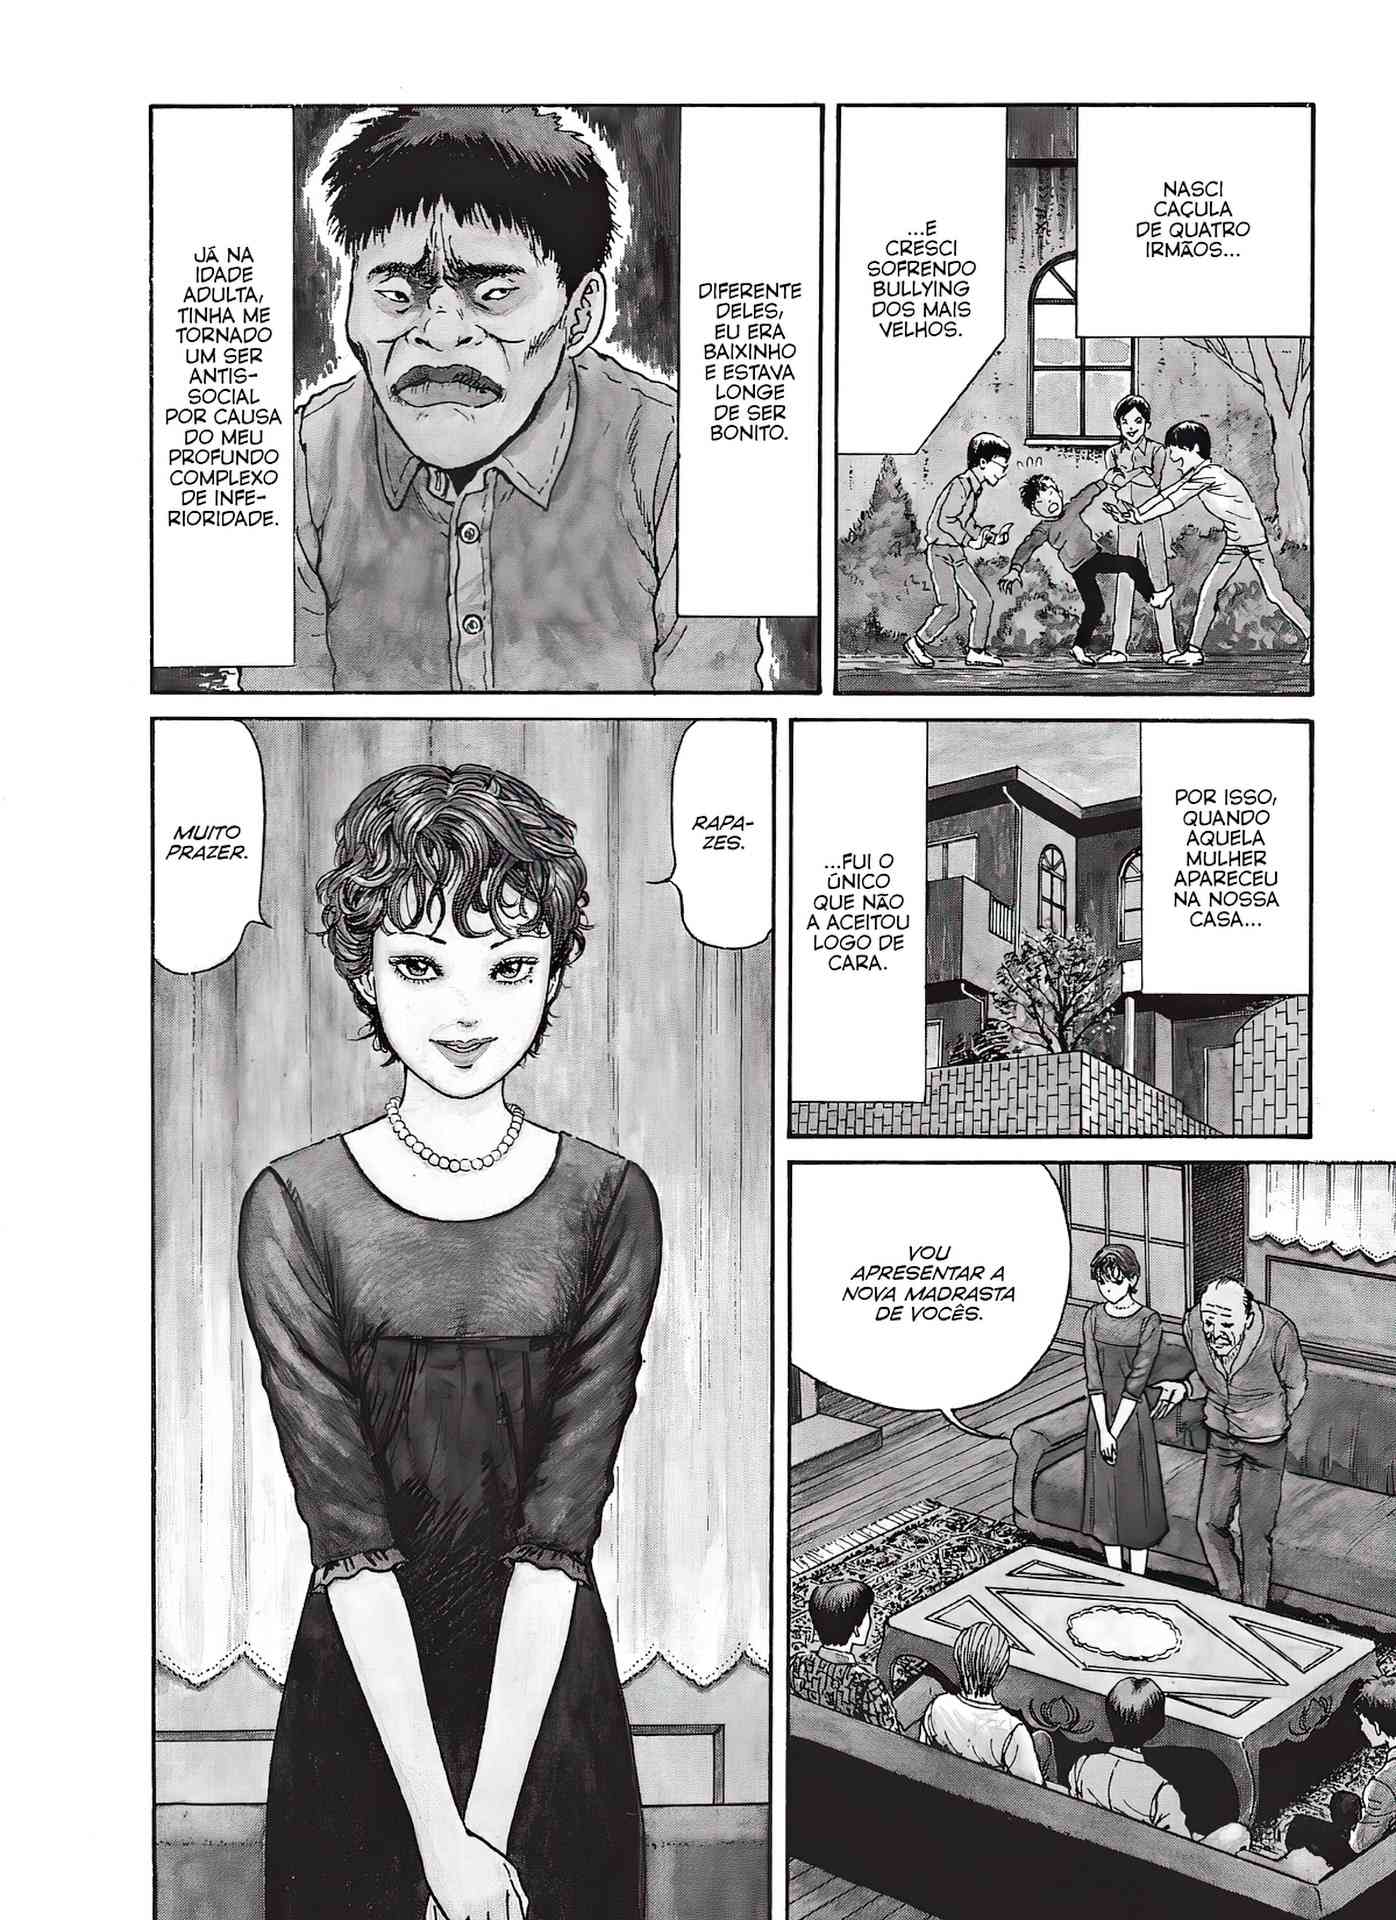 NASCI
CAÇULA
DE QUATRO
IRMÃOS...
...E
CRESCI
SOFRENDO
BULLYING
DOS MAIS
VELHOS.
DIFERENTE
DELES,
EU ERA
BAIXINHO
E ESTAVA
LONGE
DE SER
BONITO.
JÁ NA
IDADE
ADULTA,
TINHA ME
TORNADO
UM SER
ANTIS-
SOCIAL
POR CAUSA
DO MEU
PROFUNDO
COMPLEXO
DE INFE-
RIORIDADE.
POR ISSO,
QUANDO
AQUELA
MULHER
APARECEU
NA NOSSA
CASA...
...FUI O
ÚNICO
QUE NÃO
A ACEITOU
LOGO DE
CARA.
VOU
APRESENTAR A
NOVA MADRASTA
DE VOCÊS.
RAPA-
ZES.
MUITO
PRAZER.